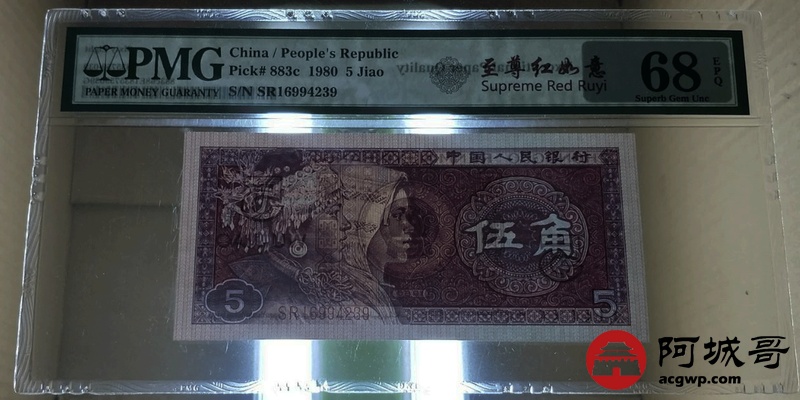 PMG
PAPER MONEY GUARANTY
China / People's Republic
Pick# 883c 1980 5 Jiao
S/N SR16994239
至尊红如意
Supreme Red Ruyi
68
EPQ
Superb Gem Unc
中国人民银行
伍角
5
SR16994239
5
阿城哥
acgwp.com